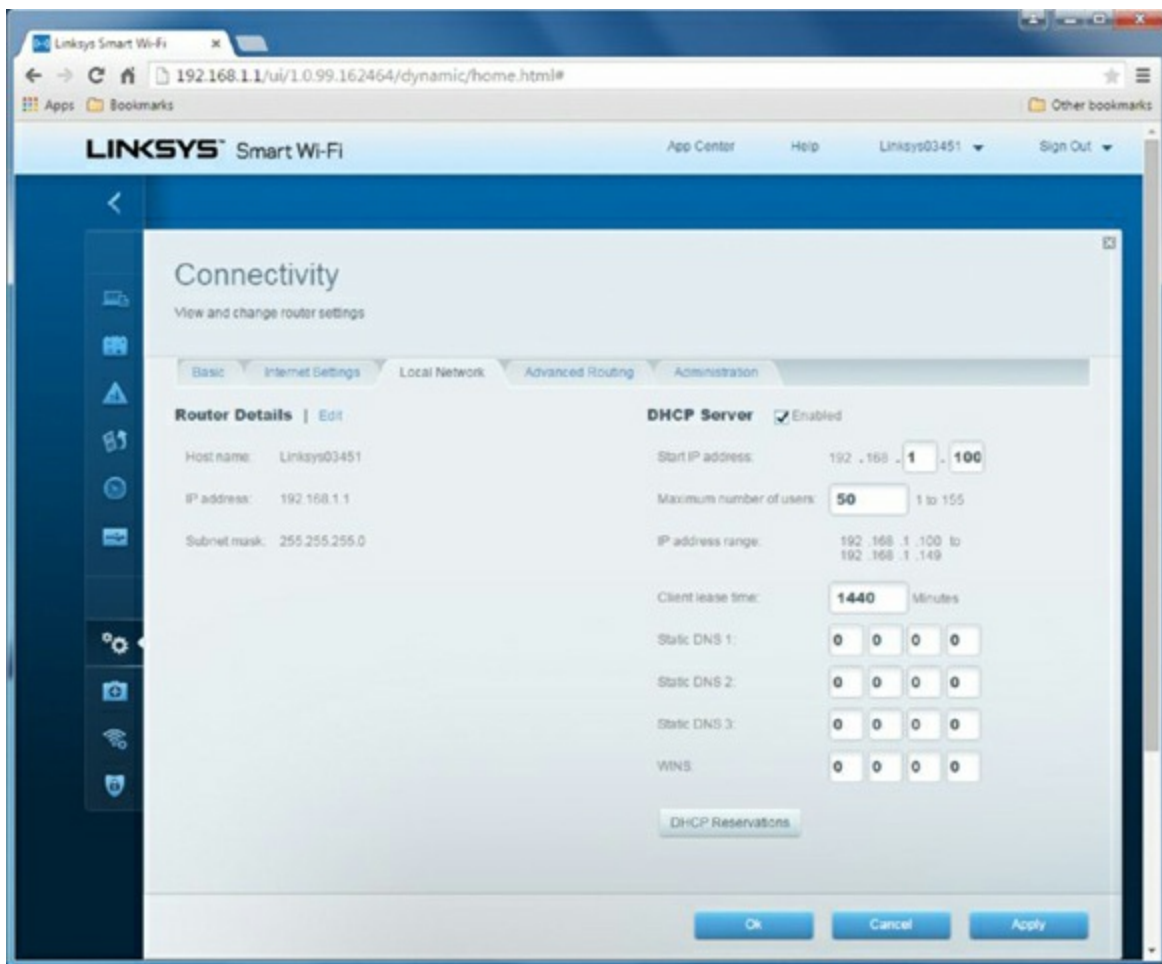 Linksys Smart Wi-Fi
192.168.1.1/ui/1.0.99.162464/dynamic/home.html#
Apps Bookmarks Other bookmarks
LINKSYS™ Smart Wi-Fi App Center Help Linksys03451 Sign Out
Connectivity
View and change router settings
Basic Internet Settings Local Network Advanced Routing Administration
Router Details | Edit
Host name: Linksys03451
IP address: 192.168.1.1
Subnet mask: 255.255.255.0
DHCP Server Enabled
Start IP address: 192 .168 . 1 . 100
Maximum number of users: 50 1 to 155
IP address range: 192 .168 .1 .100 to
192 .168 .1 .149
Client lease time: 1440 Minutes
Static DNS 1: 0 0 0 0
Static DNS 2: 0 0 0 0
Static DNS 3: 0 0 0 0
WINS: 0 0 0 0
DHCP Reservations
Ok Cancel Apply